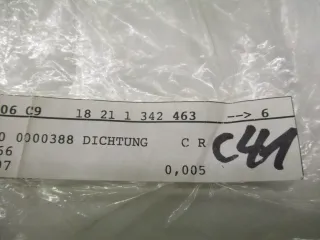 06 C9 18 21 1 342 463 --> 6
0 0000388 DICHTUNG C R
56
07 0,005
C41